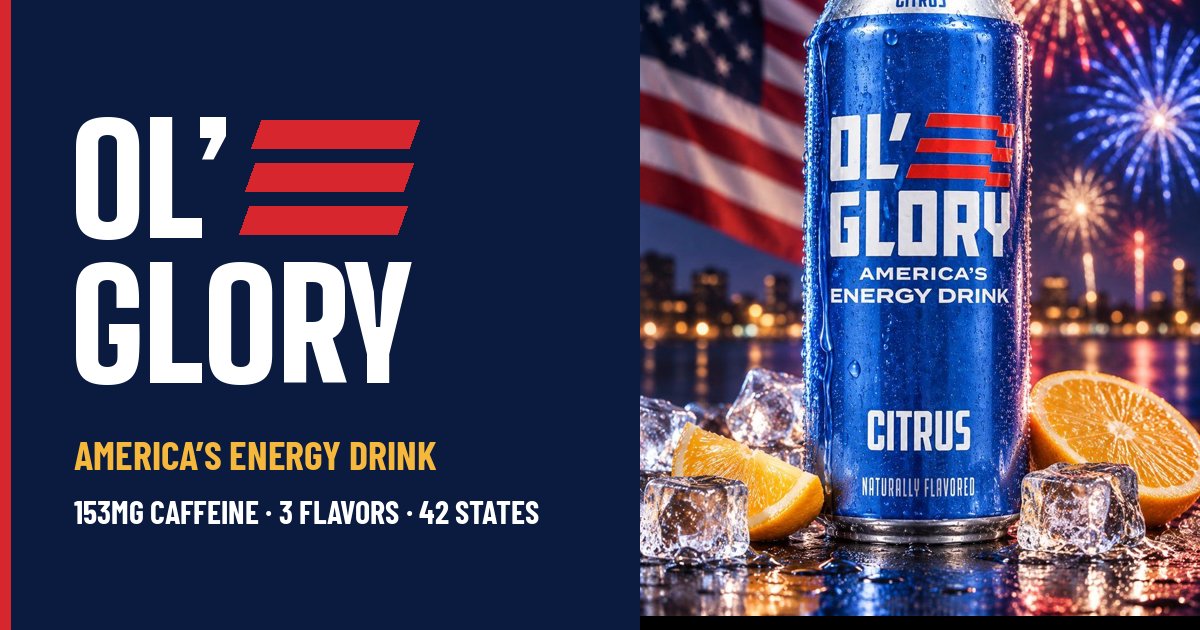 OL’
GLORY
AMERICA’S ENERGY DRINK
153MG CAFFEINE · 3 FLAVORS · 42 STATES
CITRUS
OL’
GLORY
AMERICA’S
ENERGY DRINK
CITRUS
NATURALLY FLAVORED